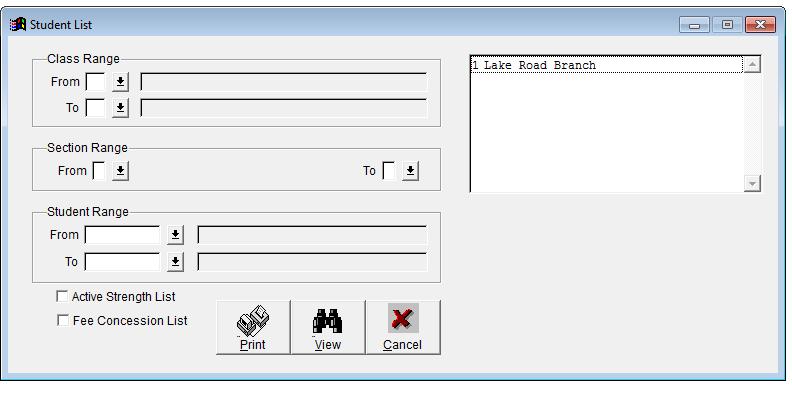 Student List
Class Range
From
To
1 Lake Road Branch
Section Range
From To
Student Range
From
To
Active Strength List
Fee Concession List
Print View Cancel